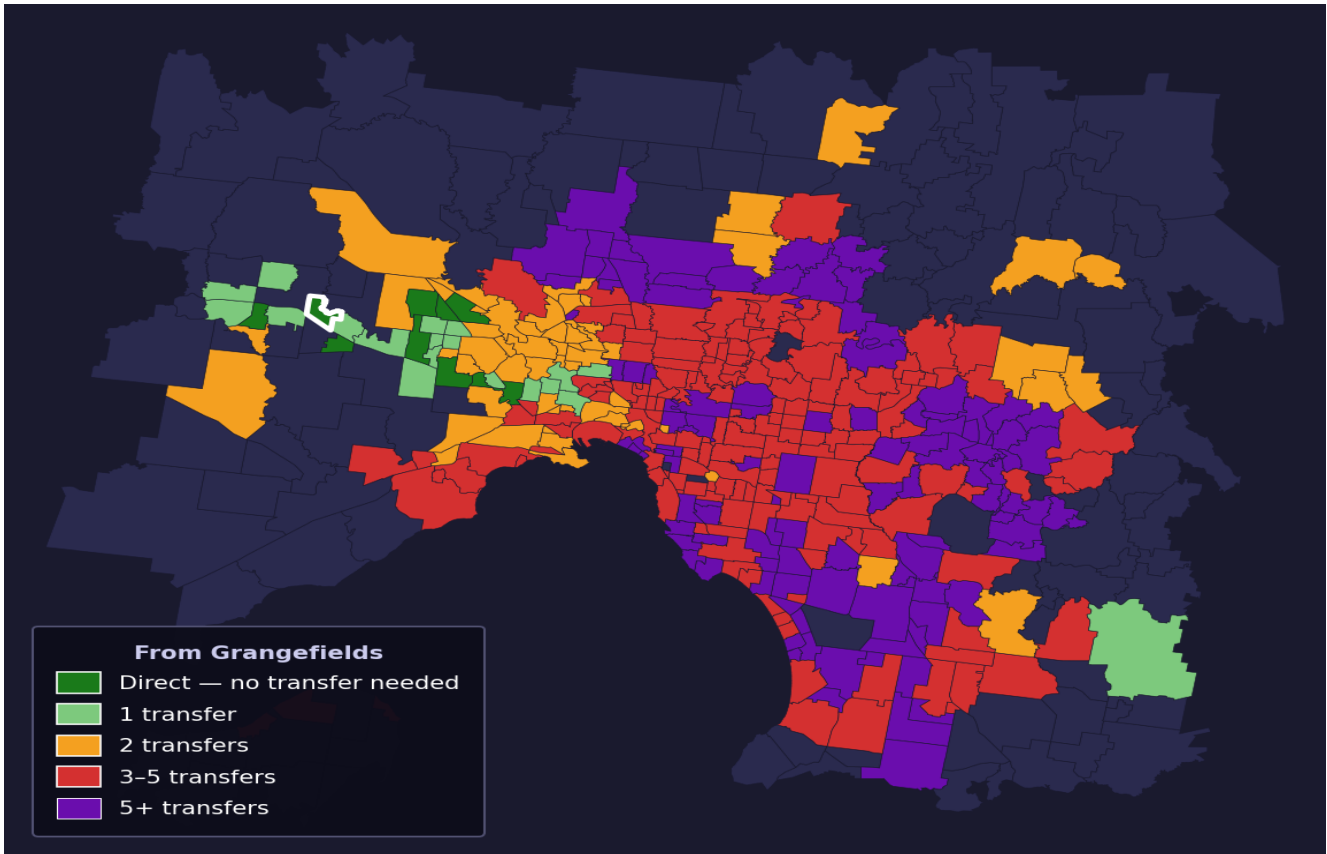 From Grangefields
Direct — no transfer needed
1 transfer
2 transfers
3–5 transfers
5+ transfers